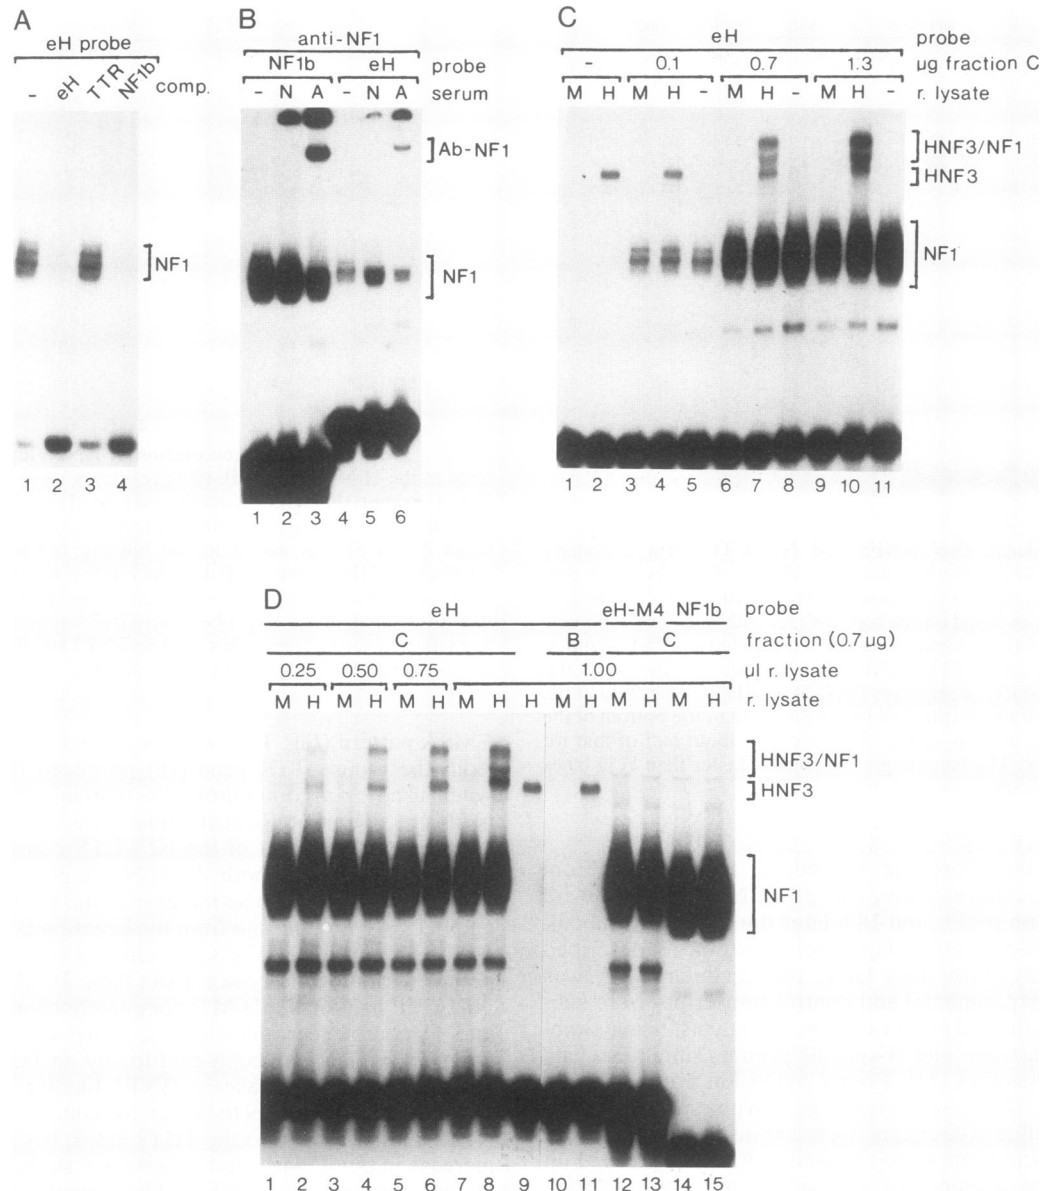 A
eH probe
- eH TTR NF1b comp.
NF1
1 2 3 4
B
anti-NF1
NF1b eH probe
- N A - N A serum
Ab-NF1
NF1
1 2 3 4 5 6
C
eH
- 0.1 0.7 1.3 µg fraction C
M H M H - M H - M H - r. lysate
HNF3/NF1
HNF3
NF1
1 2 3 4 5 6 7 8 9 10 11
D
eH eH-M4 NF1b probe
C B C fraction (0.7ug)
0.25 0.50 0.75 1.00 µl r. lysate
M H M H M H M H H M H M H M H r. lysate
HNF3/NF1
HNF3
NF1
1 2 3 4 5 6 7 8 9 10 11 12 13 14 15